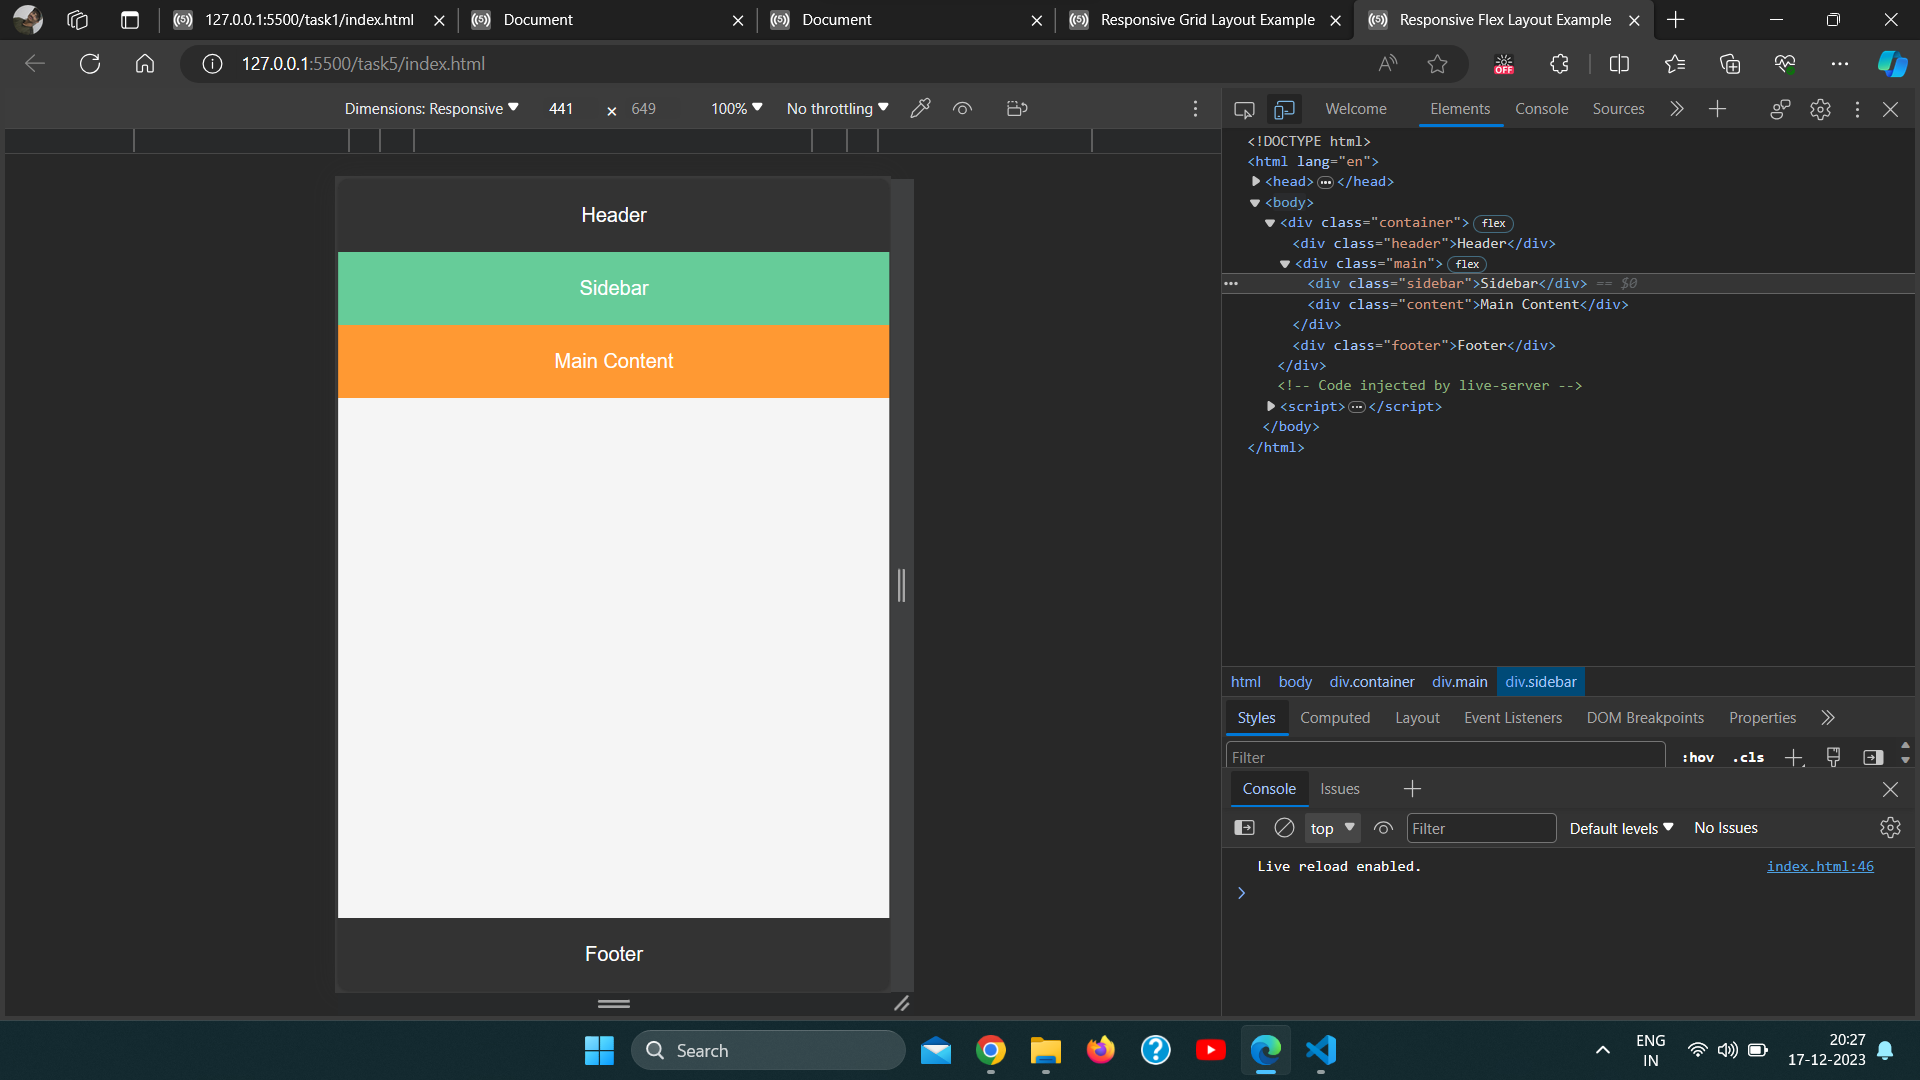 127.0.0.1:5500/task1/index.html
Document
Document
Responsive Grid Layout Example
Responsive Flex Layout Example
127.0.0.1:5500/task5/index.html
OFF
Dimensions: Responsive 441 × 649 100% No throttling
Welcome Elements Console Sources
<!DOCTYPE html>
<html lang="en">
<head>…</head>
<body>
<div class="container"> flex
<div class="header">Header</div>
<div class="main"> flex
<div class="sidebar">Sidebar</div> == $0
<div class="content">Main Content</div>
</div>
<div class="footer">Footer</div>
</div>
<!-- Code injected by live-server -->
<script>…</script>
</body>
</html>
Header
Sidebar
Main Content
Footer
html body div.container div.main div.sidebar
Styles Computed Layout Event Listeners DOM Breakpoints Properties
Filter :hov .cls
Console Issues
top Filter Default levels No Issues
Live reload enabled. index.html:46
Search
ENG
IN
20:27
17-12-2023